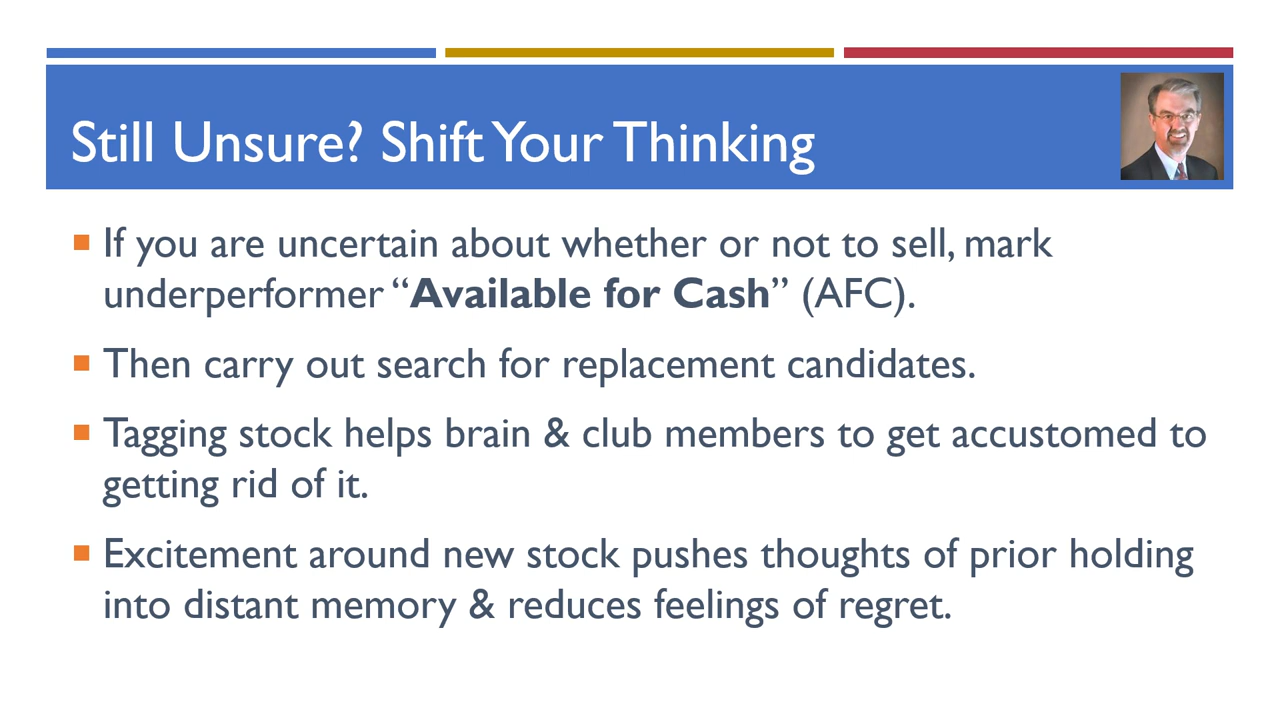 Still Unsure? Shift Your Thinking
If you are uncertain about whether or not to sell, mark
underperformer “Available for Cash” (AFC).
Then carry out search for replacement candidates.
Tagging stock helps brain & club members to get accustomed to
getting rid of it.
Excitement around new stock pushes thoughts of prior holding
into distant memory & reduces feelings of regret.